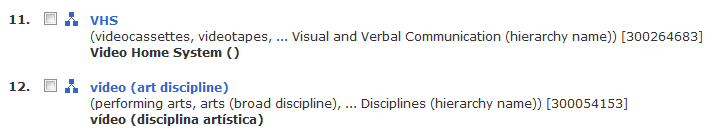 11. VHS
(videocassettes, videotapes, ... Visual and Verbal Communication (hierarchy name)) [300264683]
Video Home System ()
12. video (art discipline)
(performing arts, arts (broad discipline), ... Disciplines (hierarchy name)) [300054153]
vídeo (disciplina artística)